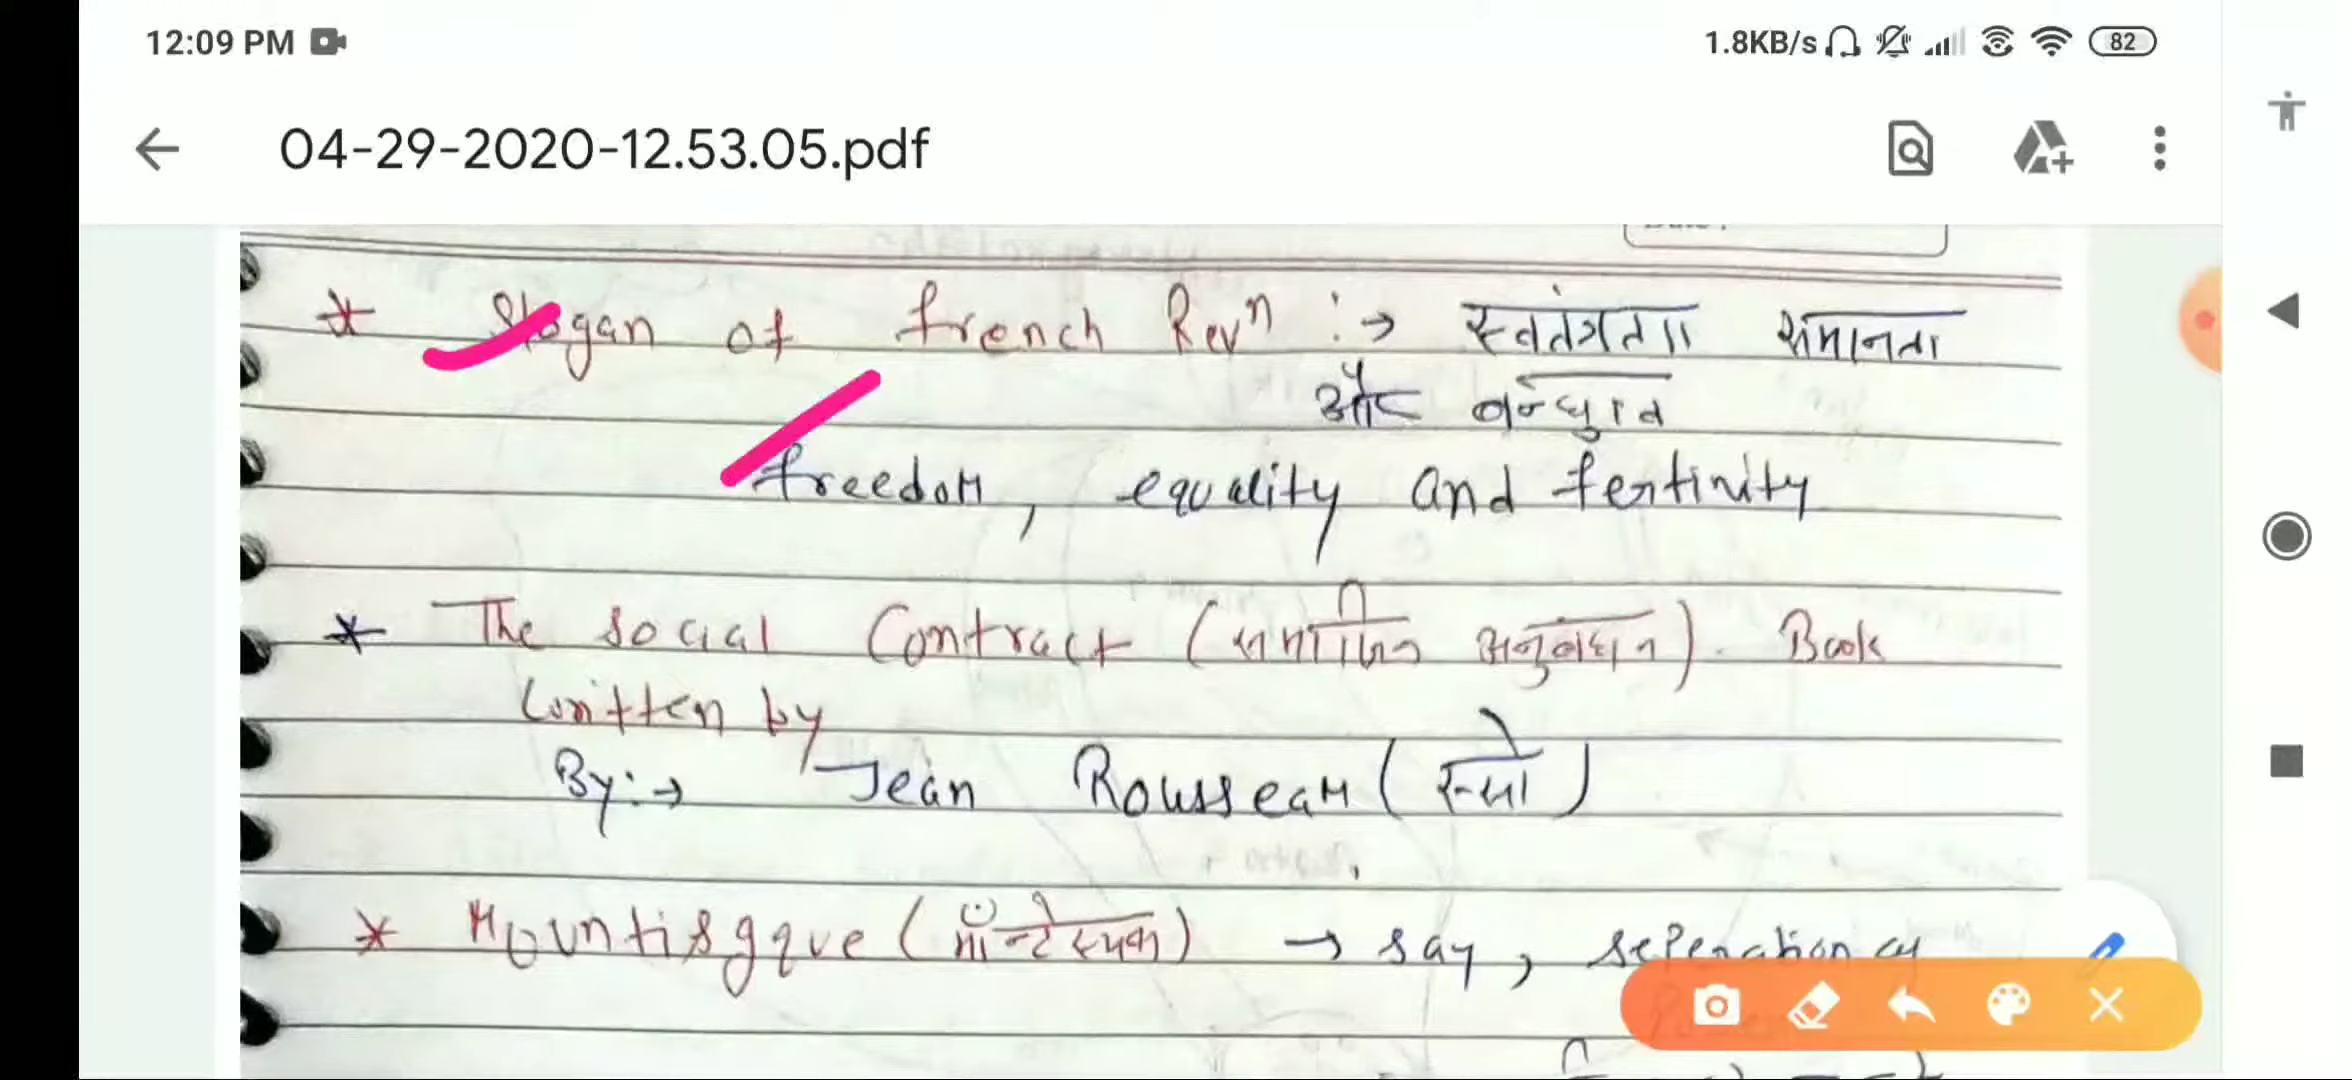 12:09 PM 1.8KB/s 82
04-29-2020-12.53.05.pdf
* Slogan of french Revⁿ :→ स्वतंत्रता समानता
और बन्धुत्व
freedom, equality and fertinity
* The Social Contract (सामाजिक अनुबन्धन). Book
written by
By:→ Jean Rousseau (रूसो)
* Mountisgque ( → say, seperation of